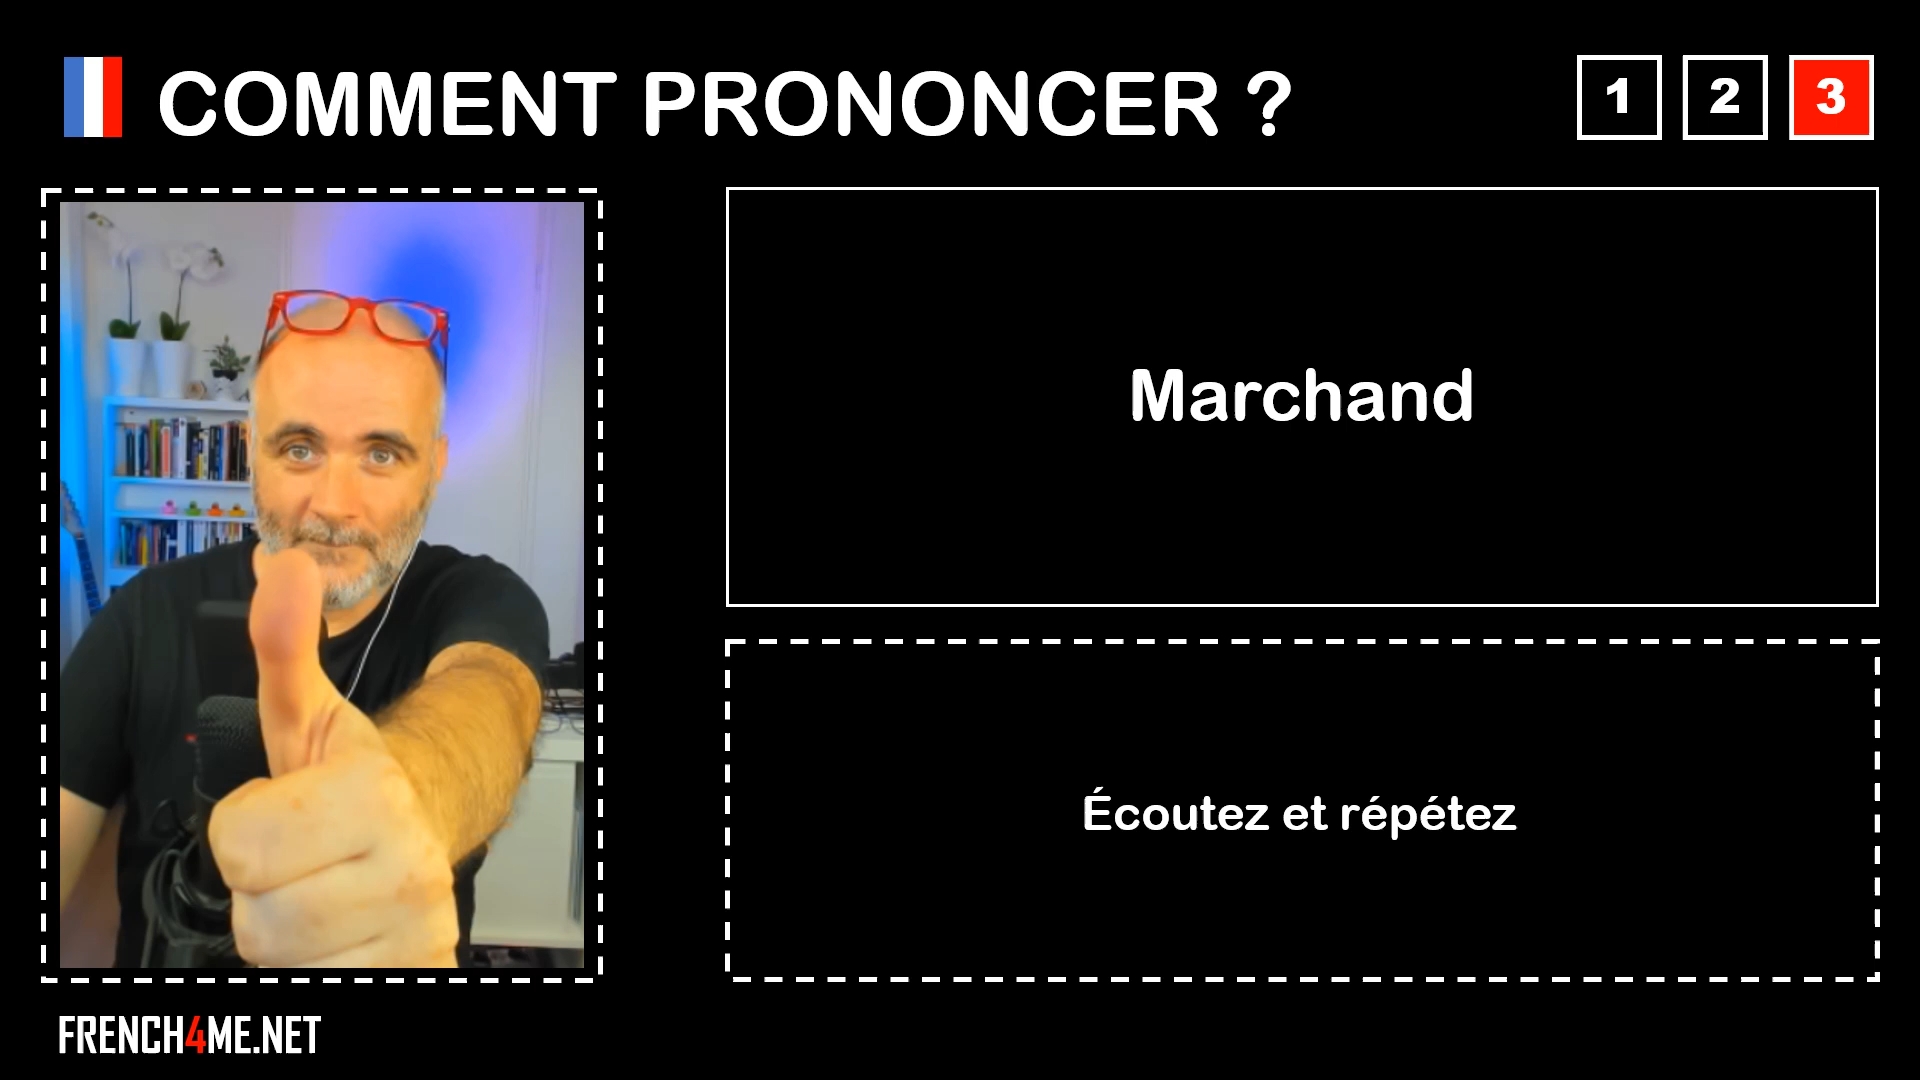 COMMENT PRONONCER ?
1 2 3
Marchand
Écoutez et répétez
FRENCH4ME.NET